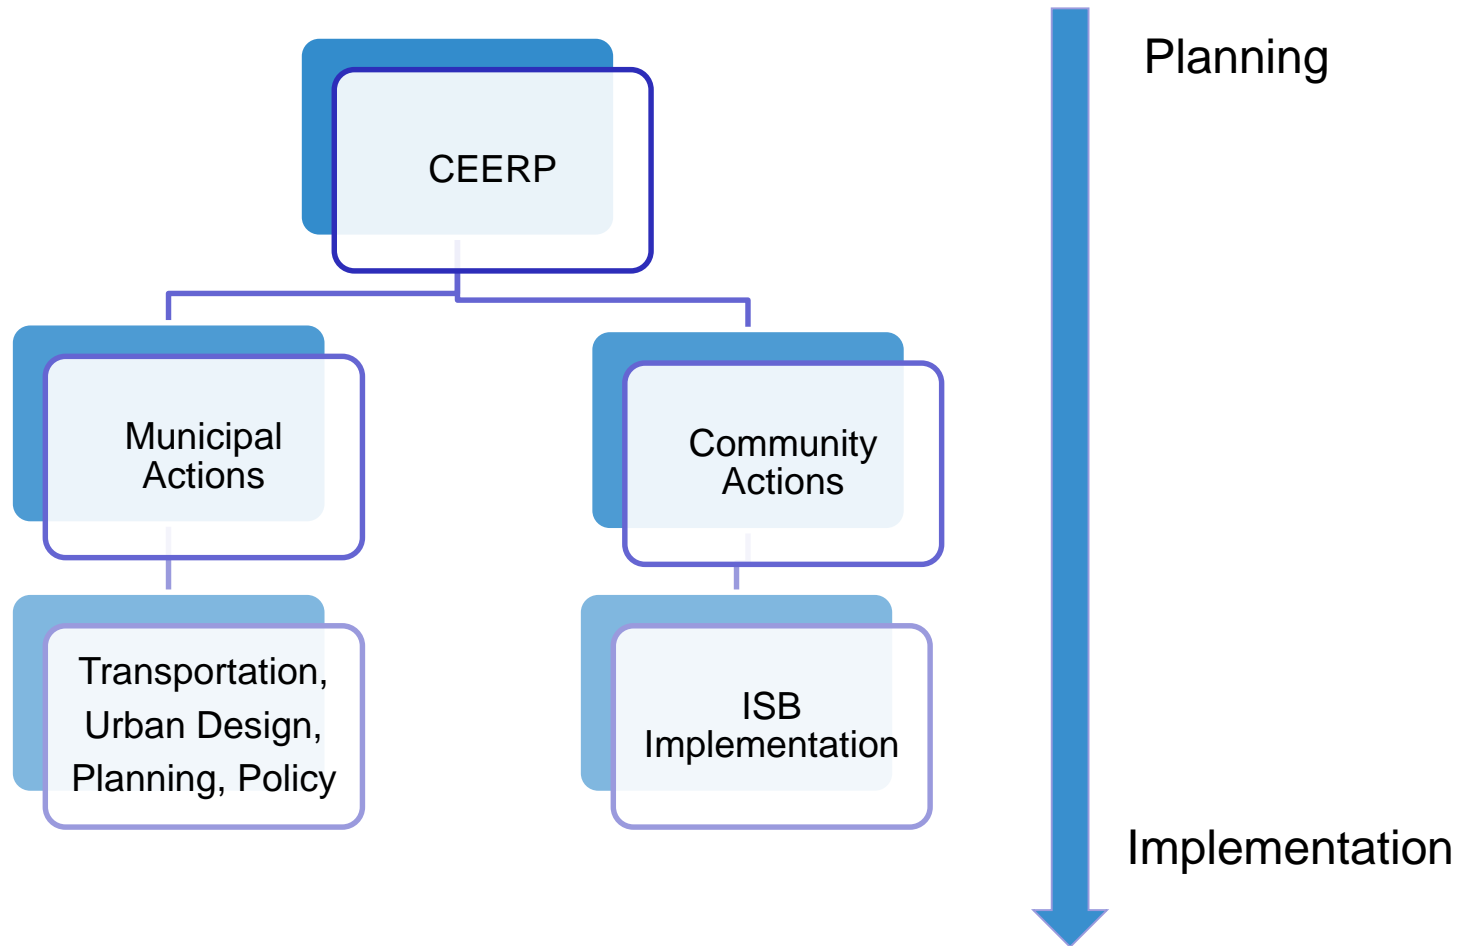 Planning
CEERP
Municipal
Actions
Community
Actions
Transportation,
Urban Design,
Planning, Policy
ISB
Implementation
Implementation